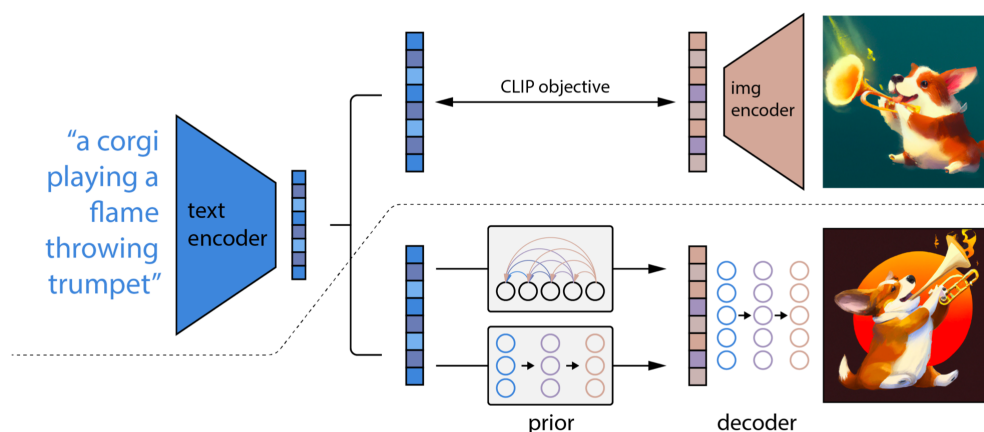 “a corgi
playing a
flame
throwing
trumpet”
text
encoder
CLIP objective
img
encoder
prior
decoder